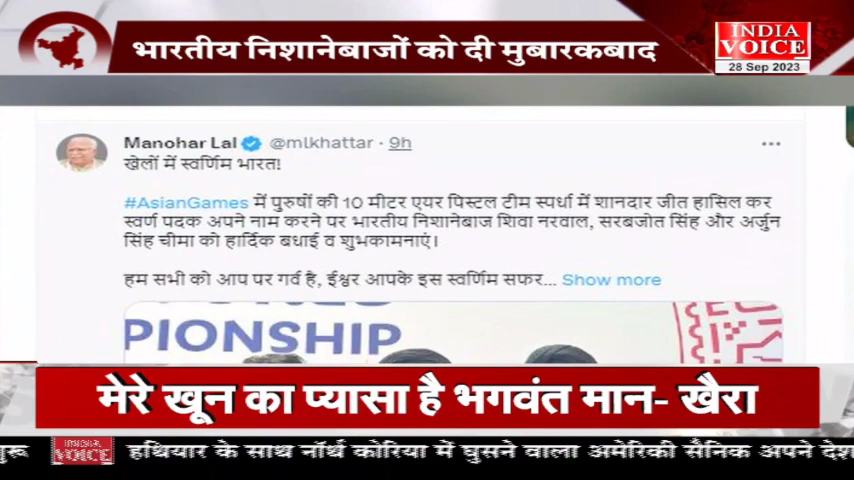 भारतीय निशानेबाजों को दी मुबारकबाद
INDIA
VOICE
28 Sep 2023
Manohar Lal @mlkhattar · 9h
खेलों में स्वर्णिम भारत!
#AsianGames में पुरुषों की 10 मीटर एयर पिस्टल टीम स्पर्धा में शानदार जीत हासिल कर
स्वर्ण पदक अपने नाम करने पर भारतीय निशानेबाज शिवा नरवाल, सरबजोत सिंह और अर्जुन
सिंह चीमा को हार्दिक बधाई व शुभकामनाएं।
हम सभी को आप पर गर्व है, ईश्वर आपके इस स्वर्णिम सफर... Show more
PIONSHIP
मेरे खून का प्यासा है भगवंत मान- खैरा
INDIA
VOICE
हथियार के साथ नॉर्थ कोरिया में घुसने वाला अमेरिकी सैनिक अपने देश